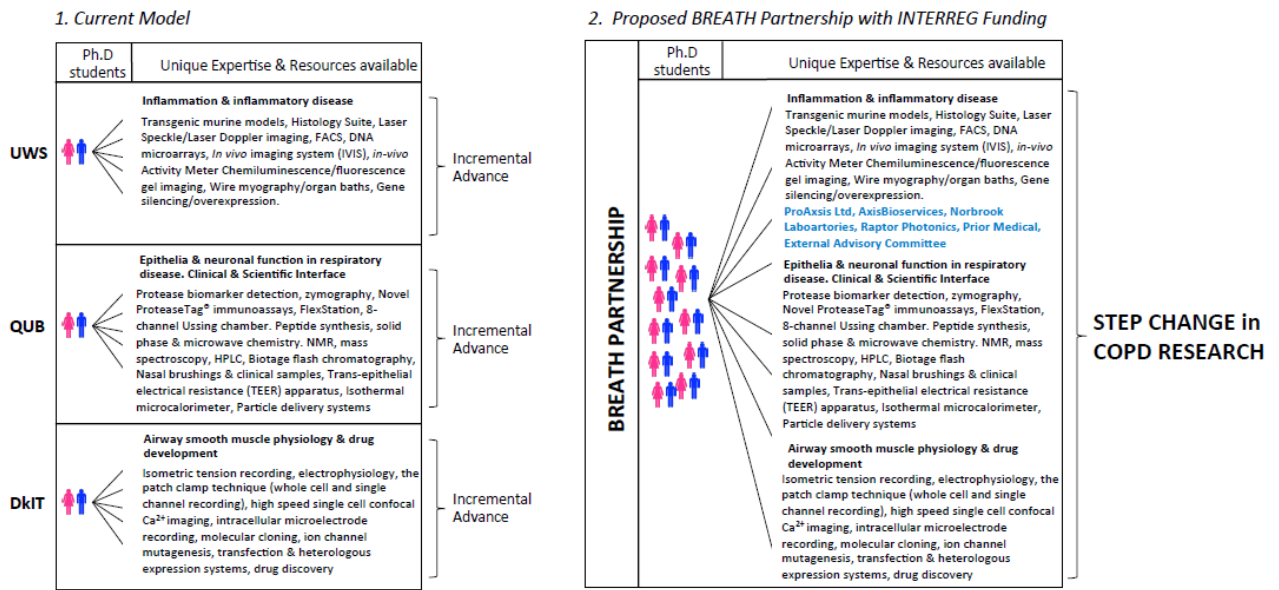 1. Current Model
Ph.D
students
Unique Expertise & Resources available
UWS
Inflammation & inflammatory disease
Transgenic murine models, Histology Suite, Laser
Speckle/Laser Doppler imaging, FACS, DNA
microarrays, In vivo imaging system (IVIS), in-vivo
Activity Meter Chemiluminescence/fluorescence
gel imaging, Wire myography/organ baths, Gene
silencing/overexpression.
Incremental
Advance
QUB
Epithelia & neuronal function in respiratory
disease. Clinical & Scientific Interface
Protease biomarker detection, zymography, Novel
ProteaseTag® immunoassays, FlexStation, 8-
channel Ussing chamber. Peptide synthesis, solid
phase & microwave chemistry. NMR, mass
spectroscopy, HPLC, Biotage flash chromatography,
Nasal brushings & clinical samples, Trans-epithelial
electrical resistance (TEER) apparatus, Isothermal
microcalorimeter, Particle delivery systems
Incremental
Advance
DkIT
Airway smooth muscle physiology & drug
development
Isometric tension recording, electrophysiology, the
patch clamp technique (whole cell and single
channel recording), high speed single cell confocal
Ca²⁺ imaging, intracellular microelectrode
recording, molecular cloning, ion channel
mutagenesis, transfection & heterologous
expression systems, drug discovery
Incremental
Advance
2. Proposed BREATH Partnership with INTERREG Funding
Ph.D
students
Unique Expertise & Resources available
BREATH PARTNERSHIP
Inflammation & inflammatory disease
Transgenic murine models, Histology Suite, Laser
Speckle/Laser Doppler imaging, FACS, DNA
microarrays, In vivo imaging system (IVIS), in-vivo
Activity Meter Chemiluminescence/fluorescence
gel imaging, Wire myography/organ baths, Gene
silencing/overexpression.
ProAxsis Ltd, AxisBioservices, Norbrook
Laboartories, Raptor Photonics, Prior Medical,
External Advisory Committee
Epithelia & neuronal function in respiratory
disease. Clinical & Scientific Interface
Protease biomarker detection, zymography,
Novel ProteaseTag® immunoassays, FlexStation,
8-channel Ussing chamber. Peptide synthesis,
solid phase & microwave chemistry. NMR, mass
spectroscopy, HPLC, Biotage flash
chromatography, Nasal brushings & clinical
samples, Trans-epithelial electrical resistance
(TEER) apparatus, Isothermal microcalorimeter,
Particle delivery systems
Airway smooth muscle physiology & drug
development
Isometric tension recording, electrophysiology, the
patch clamp technique (whole cell and single
channel recording), high speed single cell confocal
Ca²⁺ imaging, intracellular microelectrode
recording, molecular cloning, ion channel
mutagenesis, transfection & heterologous
expression systems, drug discovery
STEP CHANGE in
COPD RESEARCH